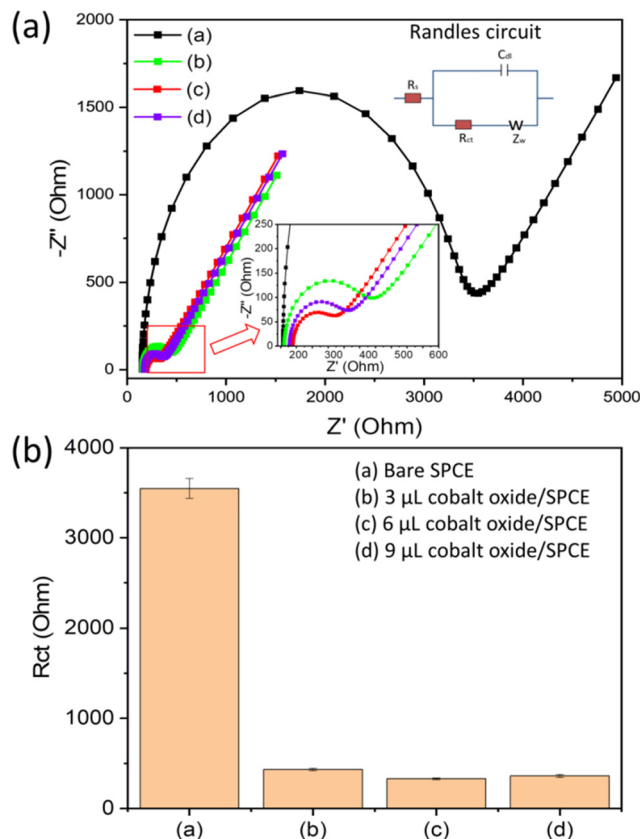 (a)
2000
1500
1000
500
0
-Z'' (Ohm)
(a)
(b)
(c)
(d)
Randles circuit
Cdl
Rs
Rct
Zw
250
200
150
100
50
0
-Z'' (Ohm)
200 300 400 500 600
Z' (Ohm)
0 1000 2000 3000 4000 5000
Z' (Ohm)
(b)
4000
3000
2000
1000
0
Rct (Ohm)
(a) Bare SPCE
(b) 3 μL cobalt oxide/SPCE
(c) 6 μL cobalt oxide/SPCE
(d) 9 μL cobalt oxide/SPCE
(a) (b) (c) (d)